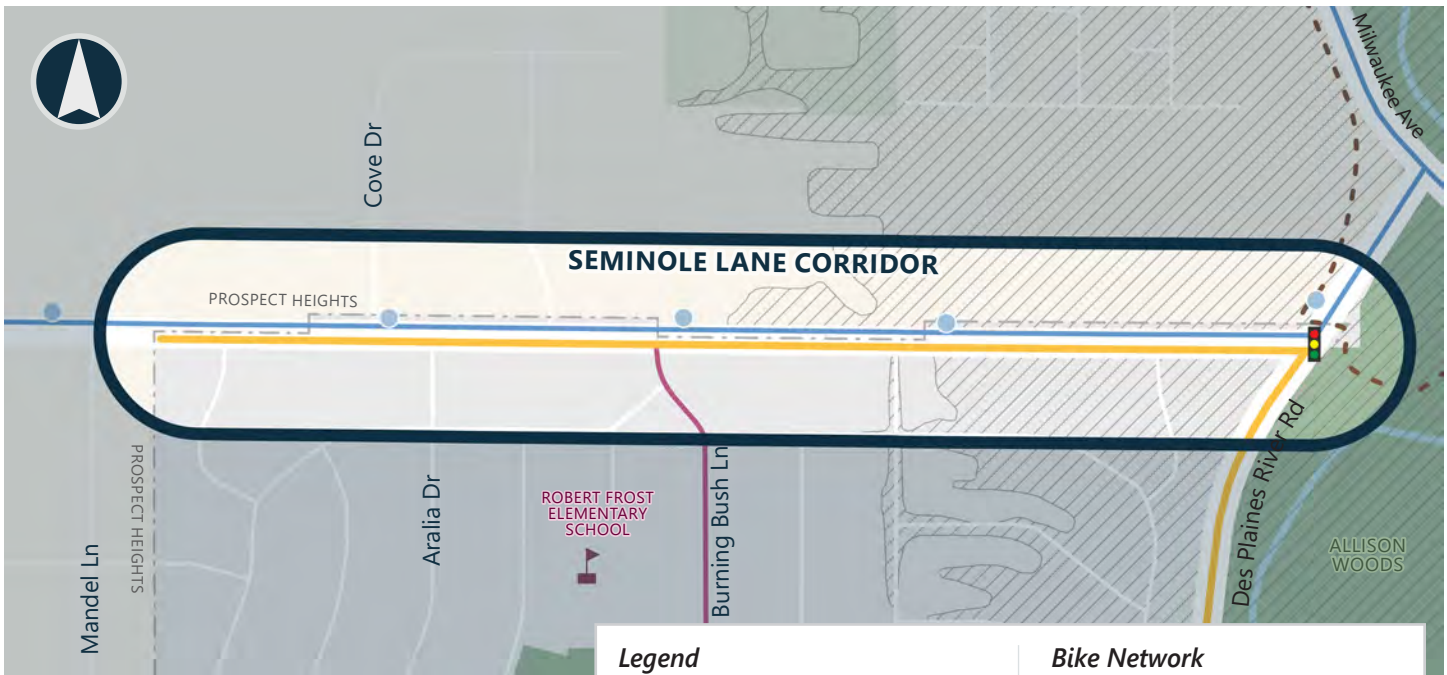 Milwaukee Ave
Cove Dr
SEMINOLE LANE CORRIDOR
PROSPECT HEIGHTS
PROSPECT HEIGHTS
Mandel Ln
Aralia Dr
ROBERT FROST
ELEMENTARY
SCHOOL
Burning Bush Ln
Des Plaines River Rd
ALLISON
WOODS
Legend
Bike Network